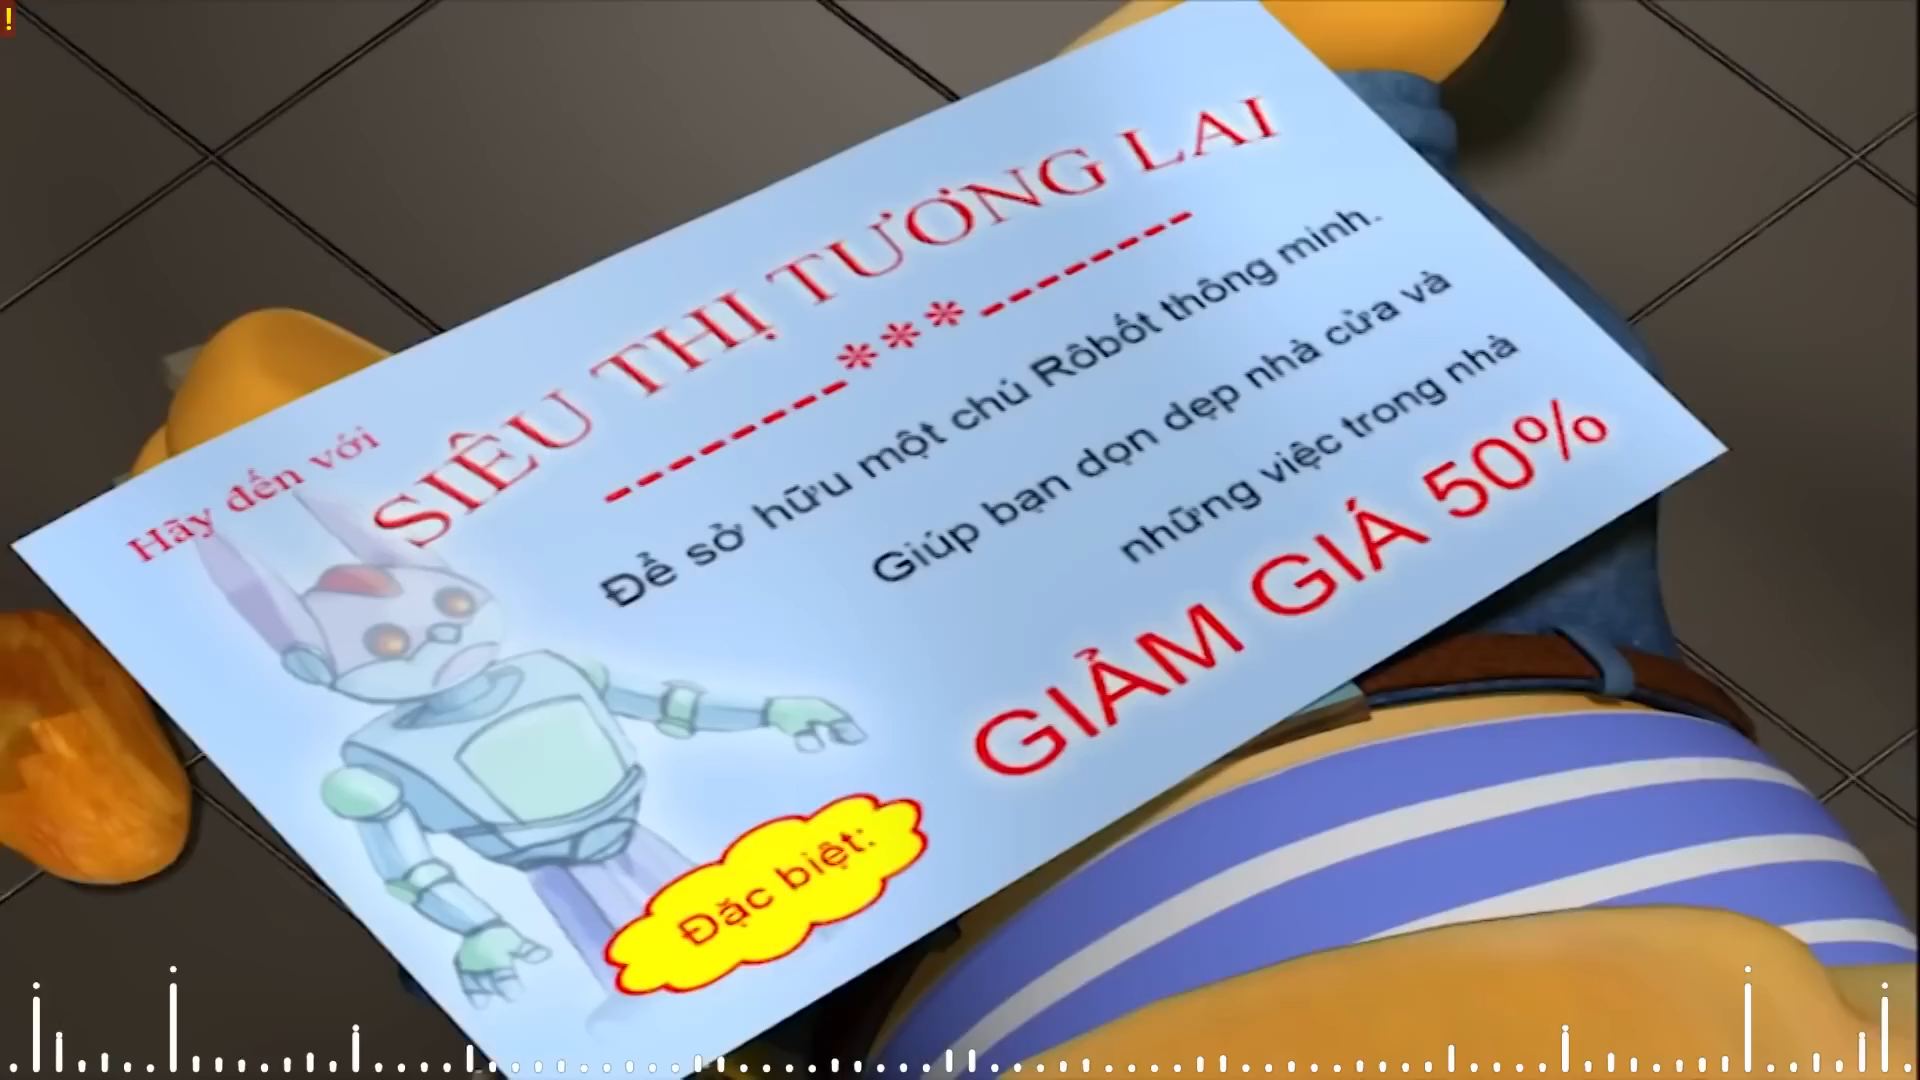 !
Hãy đến với
SIÊU THỊ TƯƠNG LAI
--------***--------
Để sở hữu một chú Rôbốt thông minh.
Giúp bạn dọn dẹp nhà cửa và
những việc trong nhà
Đặc biệt:
GIẢM GIÁ 50%